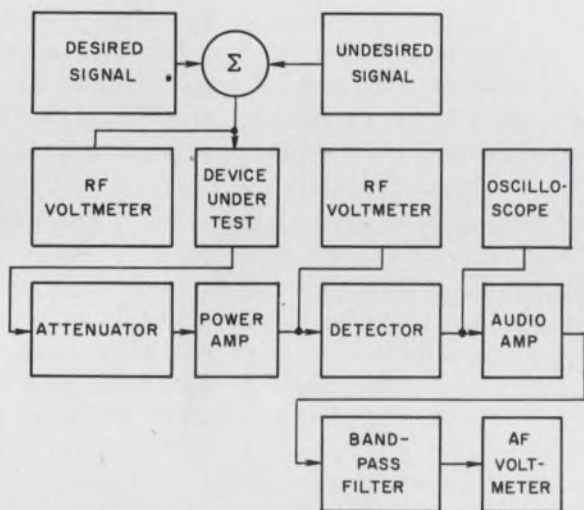 DESIRED
SIGNAL
Σ
UNDESIRED
SIGNAL
RF
VOLTMETER
DEVICE
UNDER
TEST
RF
VOLTMETER
OSCILLO-
SCOPE
ATTENUATOR
POWER
AMP
DETECTOR
AUDIO
AMP
BAND-
PASS
FILTER
AF
VOLT-
METER